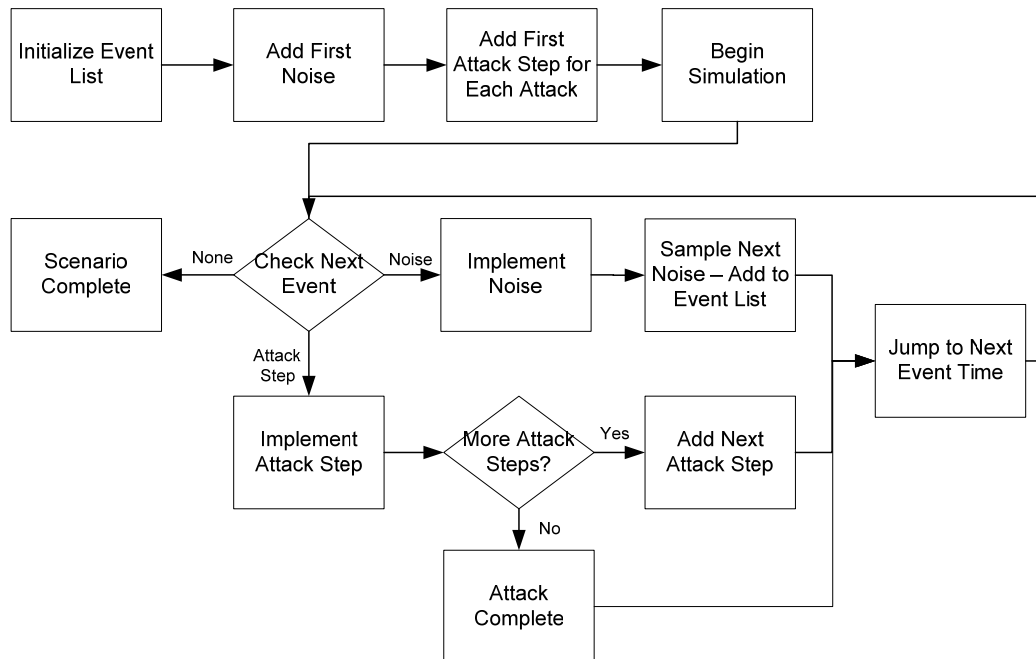 Initialize Event
List
Add First
Noise
Add First
Attack Step for
Each Attack
Begin
Simulation
Scenario
Complete
None
Check Next
Event
Noise
Implement
Noise
Sample Next
Noise – Add to
Event List
Jump to Next
Event Time
Attack
Step
Implement
Attack Step
More Attack
Steps?
Yes
Add Next
Attack Step
No
Attack
Complete